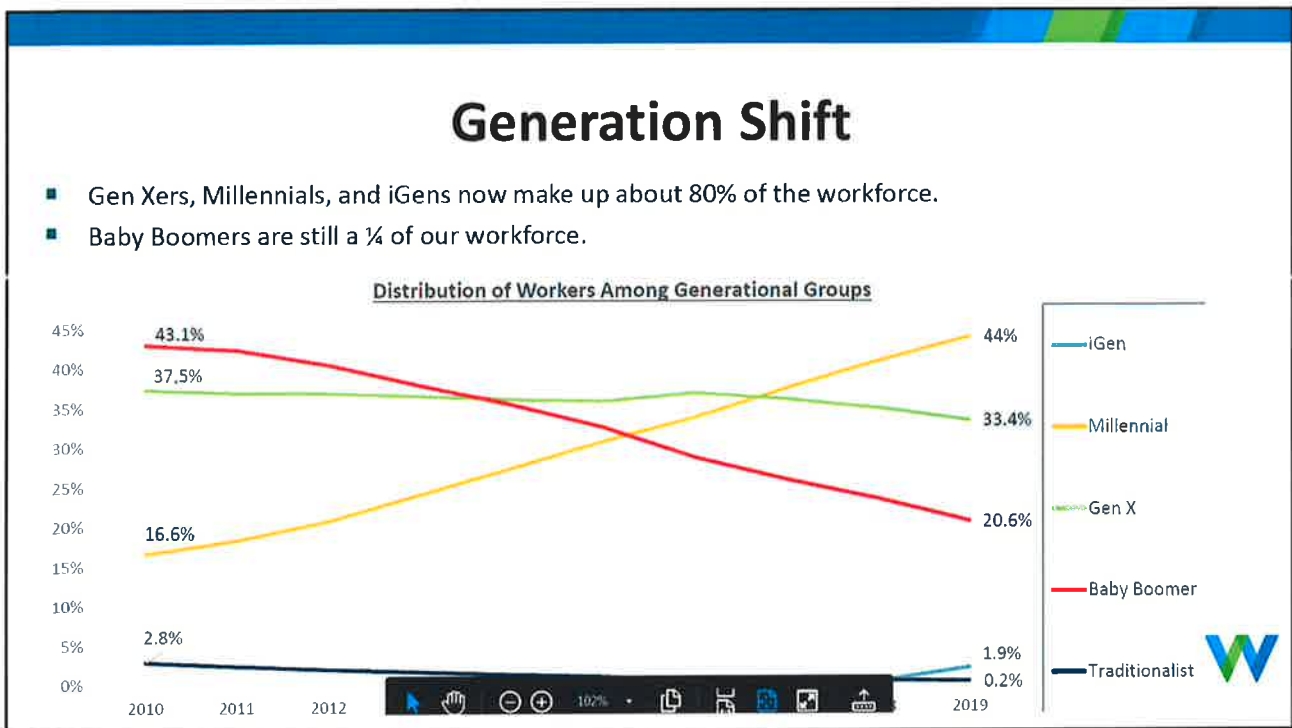 Generation Shift
Gen Xers, Millennials, and iGens now make up about 80% of the workforce.
Baby Boomers are still a ¼ of our workforce.
Distribution of Workers Among Generational Groups
45%
40%
35%
30%
25%
20%
15%
10%
5%
0%
43.1%
37.5%
16.6%
2.8%
44%
33.4%
20.6%
1.9%
0.2%
2010
2011
2012
2019
iGen
Millennial
Gen X
Baby Boomer
Traditionalist
102%
W